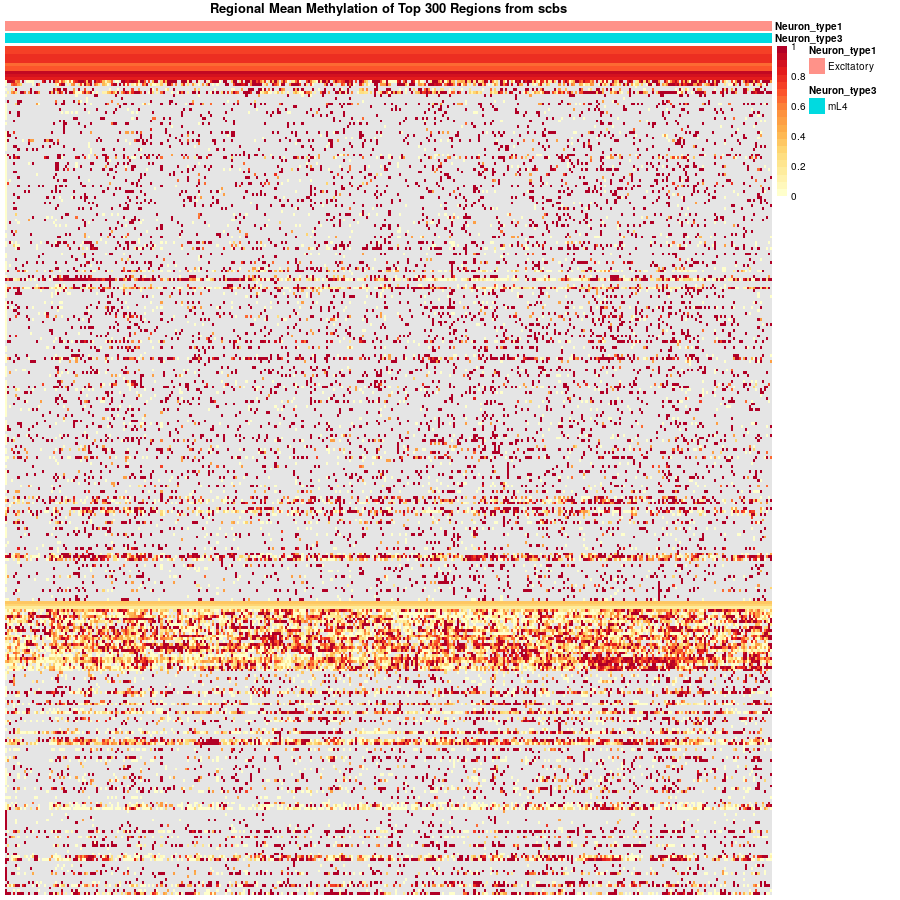 Regional Mean Methylation of Top 300 Regions from scbs
Neuron_type1
Neuron_type3
1
0.8
0.6
0.4
0.2
0
Neuron_type1
Excitatory
Neuron_type3
mL4